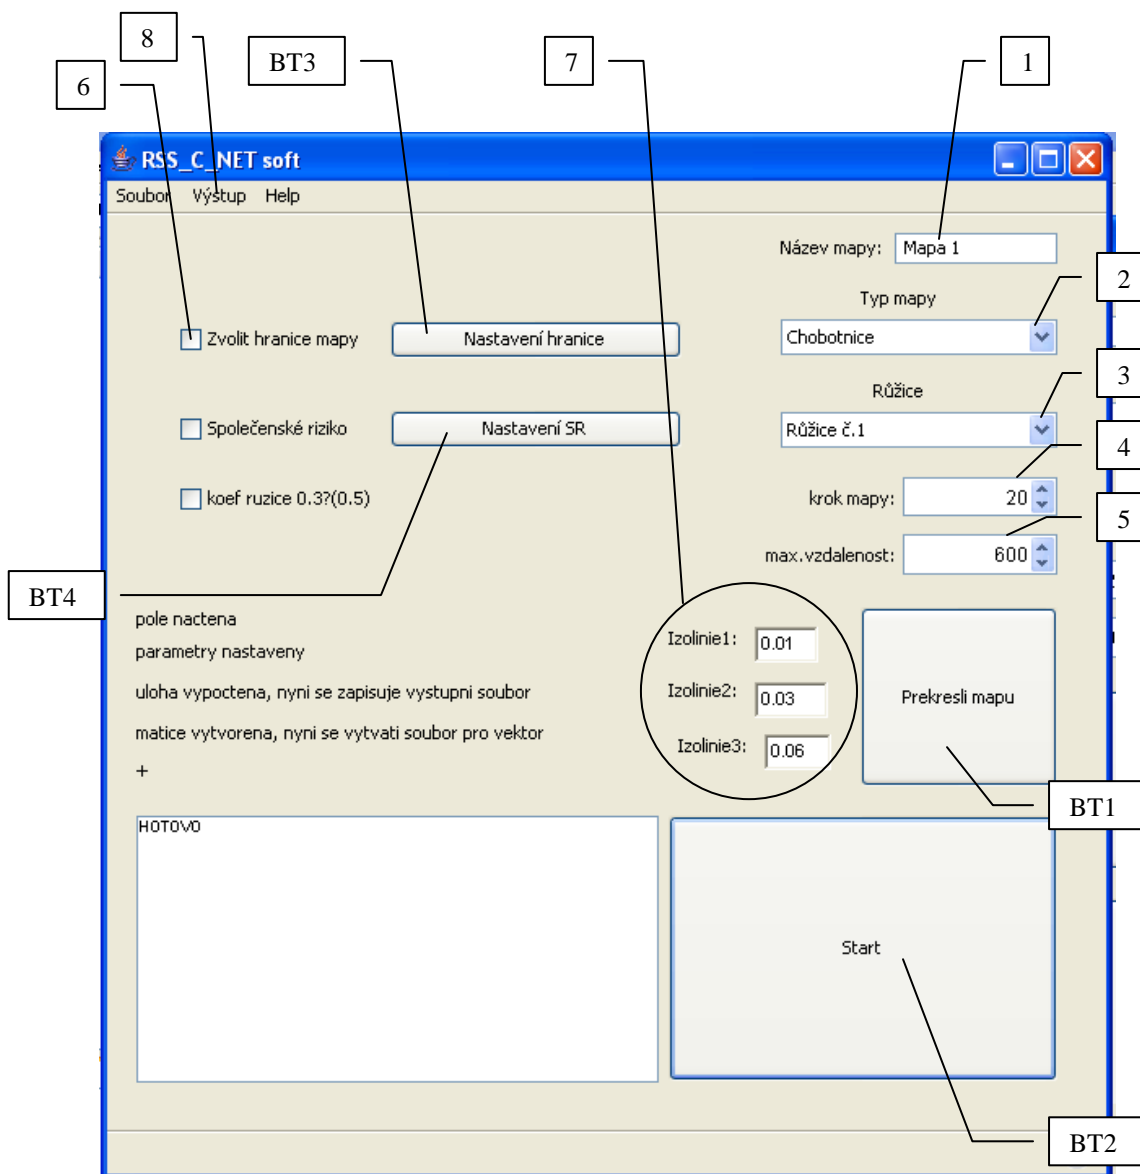 8
BT3
7
1
6
RSS_C_NET soft
Soubor Výstup Help
Název mapy: Mapa 1
2
Typ mapy
Zvolit hranice mapy Nastavení hranice Chobotnice
3
Růžice
Společenské riziko Nastavení SR Růžice č.1
4
koef ruzice 0.3?(0.5) krok mapy: 20
5
max.vzdalenost: 600
BT4
pole nactena
parametry nastaveny
uloha vypoctena, nyni se zapisuje vystupni soubor
matice vytvorena, nyni se vytvati soubor pro vektor
+
Izolinie1: 0.01
Izolinie2: 0.03
Izolinie3: 0.06
Prekresli mapu
BT1
HOTOVO
Start
BT2